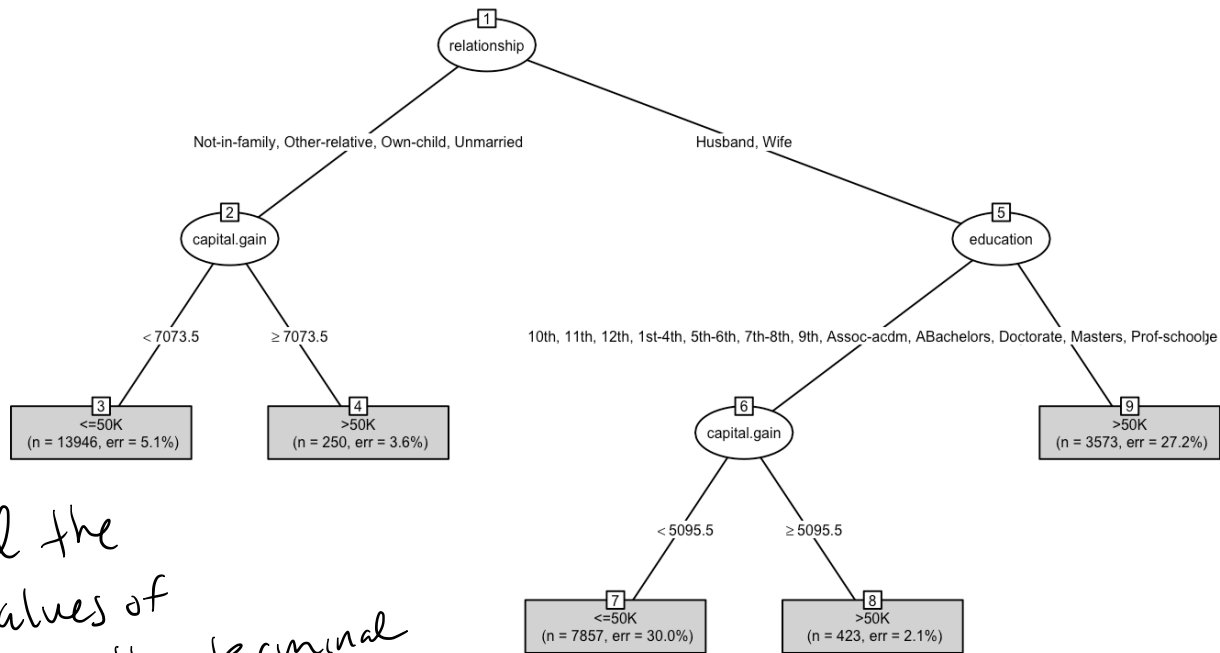 1
relationship
Not-in-family, Other-relative, Own-child, Unmarried
Husband, Wife
2
capital.gain
5
education
< 7073.5
≥ 7073.5
10th, 11th, 12th, 1st-4th, 5th-6th, 7th-8th, 9th, Assoc-acdm, Bachelors, Doctorate, Masters, Prof-school
3
<=50K
(n = 13946, err = 5.1%)
4
>50K
(n = 250, err = 3.6%)
6
capital.gain
9
>50K
(n = 3573, err = 27.2%)
< 5095.5
≥ 5095.5
7
<=50K
(n = 7857, err = 30.0%)
8
>50K
(n = 423, err = 2.1%)
the
values of
terminal